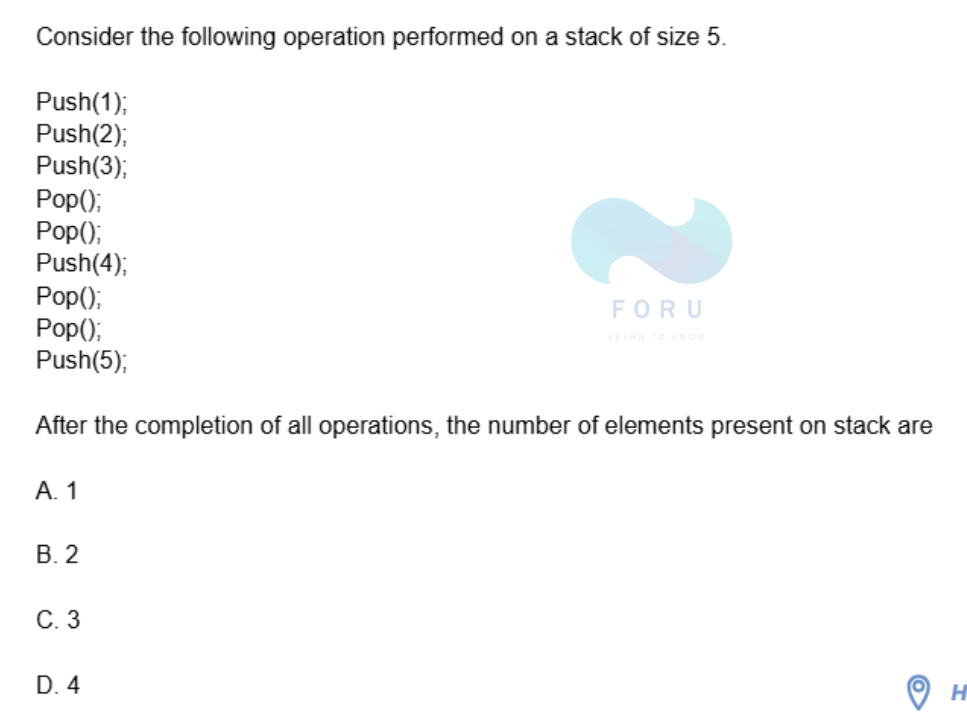 Consider the following operation performed on a stack of size 5.
Push(1);
Push(2);
Push(3);
Pop();
Pop();
Push(4);
Pop();
Pop();
Push(5);
FORU
LEARN TO KNOW
After the completion of all operations, the number of elements present on stack are
A. 1
B. 2
C. 3
D. 4
H